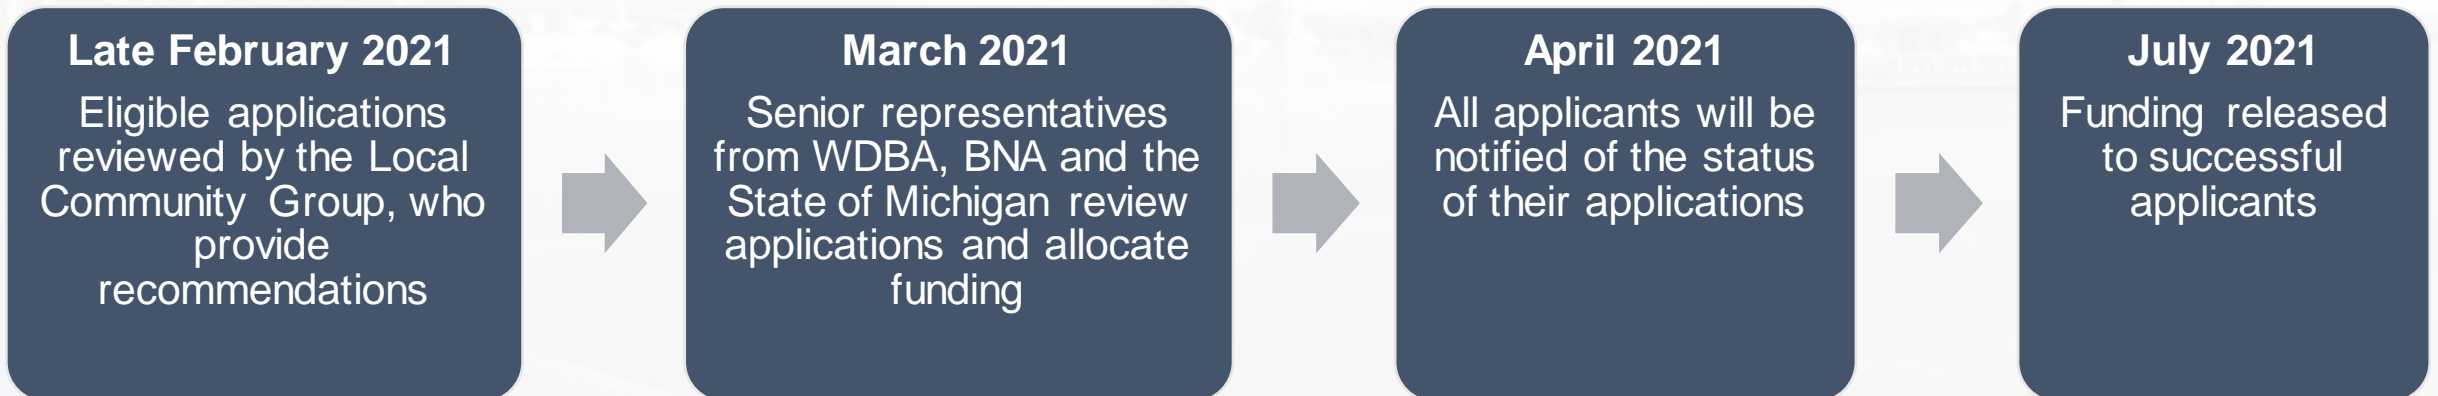 Late February 2021
Eligible applications
reviewed by the Local
Community Group, who
provide
recommendations
March 2021
Senior representatives
from WDBA, BNA and the
State of Michigan review
applications and allocate
funding
April 2021
All applicants will be
notified of the status
of their applications
July 2021
Funding released
to successful
applicants